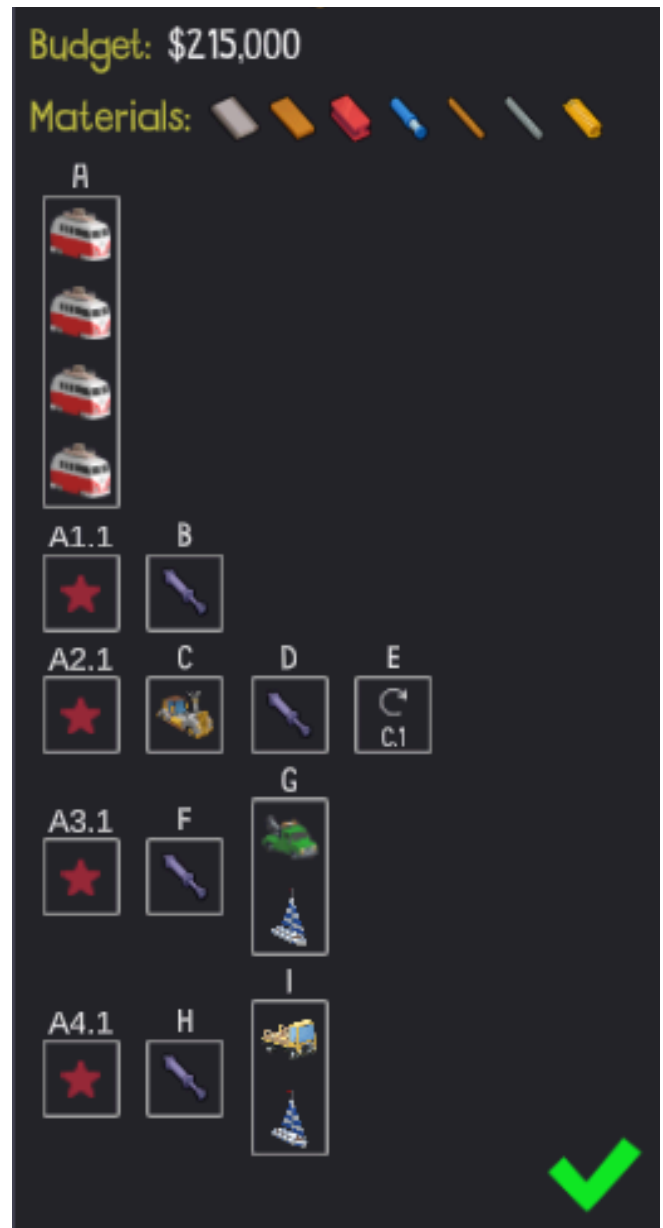 Budget: $215,000
Materials:
A
A1.1 B
A2.1 C D E
C.1
G
A3.1 F
I
A4.1 H